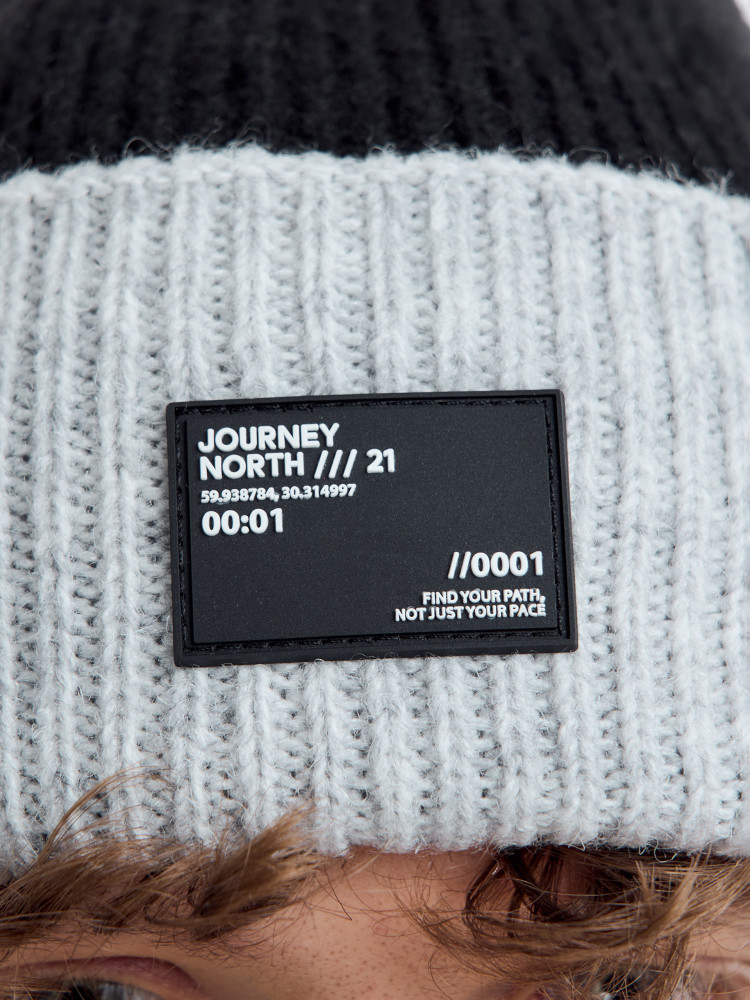 JOURNEY
NORTH /// 21
59.938784, 30.314997
00:01
//0001
FIND YOUR PATH,
NOT JUST YOUR PACE